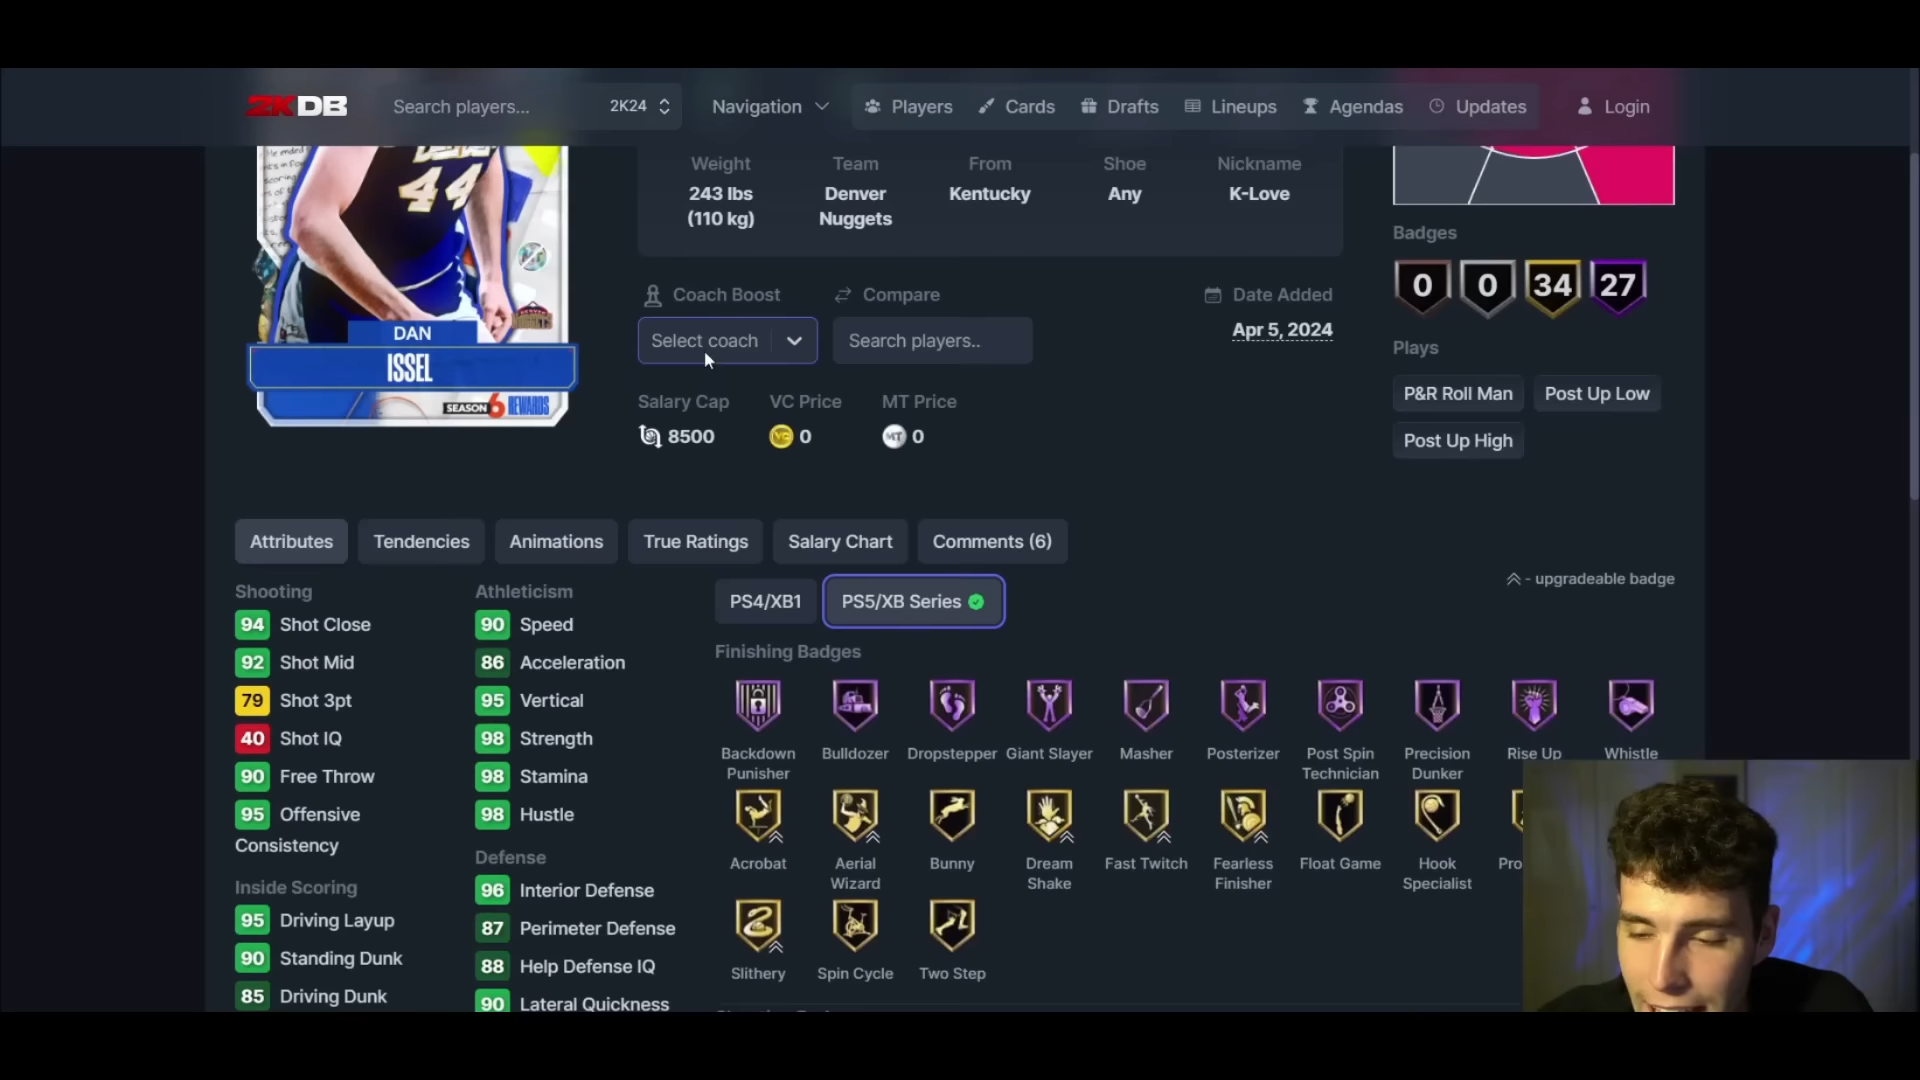 2KDB
Search players...
2K24
Navigation
Players
Cards
Drafts
Lineups
Agendas
Updates
Login
44
DAN
ISSEL
SEASON 6 REWARDS
Weight
243 lbs
(110 kg)
Team
Denver
Nuggets
From
Kentucky
Shoe
Any
Nickname
K-Love
Coach Boost
Select coach
Compare
Search players..
Date Added
Apr 5, 2024
Salary Cap
8500
VC Price
VC 0
MT Price
MT 0
Badges
0 0 34 27
Plays
P&R Roll Man
Post Up Low
Post Up High
Attributes
Tendencies
Animations
True Ratings
Salary Chart
Comments (6)
Shooting
94 Shot Close
92 Shot Mid
79 Shot 3pt
40 Shot IQ
90 Free Throw
95 Offensive
Consistency
Inside Scoring
95 Driving Layup
90 Standing Dunk
85 Driving Dunk
Athleticism
90 Speed
86 Acceleration
95 Vertical
98 Strength
98 Stamina
98 Hustle
Defense
96 Interior Defense
87 Perimeter Defense
88 Help Defense IQ
90 Lateral Quickness
PS4/XB1
PS5/XB Series
- upgradeable badge
Finishing Badges
Backdown
Punisher
Bulldozer
Dropstepper
Giant Slayer
Masher
Posterizer
Post Spin
Technician
Precision
Dunker
Rise Up
Whistle
Acrobat
Aerial
Wizard
Bunny
Dream
Shake
Fast Twitch
Fearless
Finisher
Float Game
Hook
Specialist
Pro
Slithery
Spin Cycle
Two Step